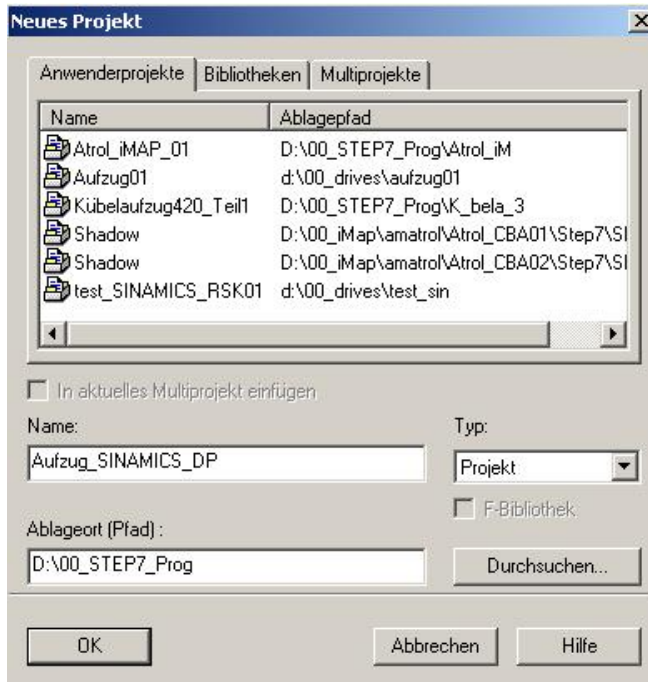 Neues Projekt
Anwenderprojekte Bibliotheken Multiprojekte
Name Ablagepfad
Atrol_iMAP_01 D:\00_STEP7_Prog\Atrol_iM
Aufzug01 d:\00_drives\aufzug01
Kübelaufzug420_Teil1 D:\00_STEP7_Prog\K_bela_3
Shadow D:\00_iMap\amatrol\Atrol_CBA01\Step7\S
Shadow D:\00_iMap\amatrol\Atrol_CBA02\Step7\S
test_SINAMICS_RSK01 d:\00_drives\test_sin
In aktuelles Multiprojekt einfügen
Name: Typ:
Aufzug_SINAMICS_DP Projekt
F-Bibliothek
Ablageort (Pfad) :
D:\00_STEP7_Prog Durchsuchen...
OK Abbrechen Hilfe